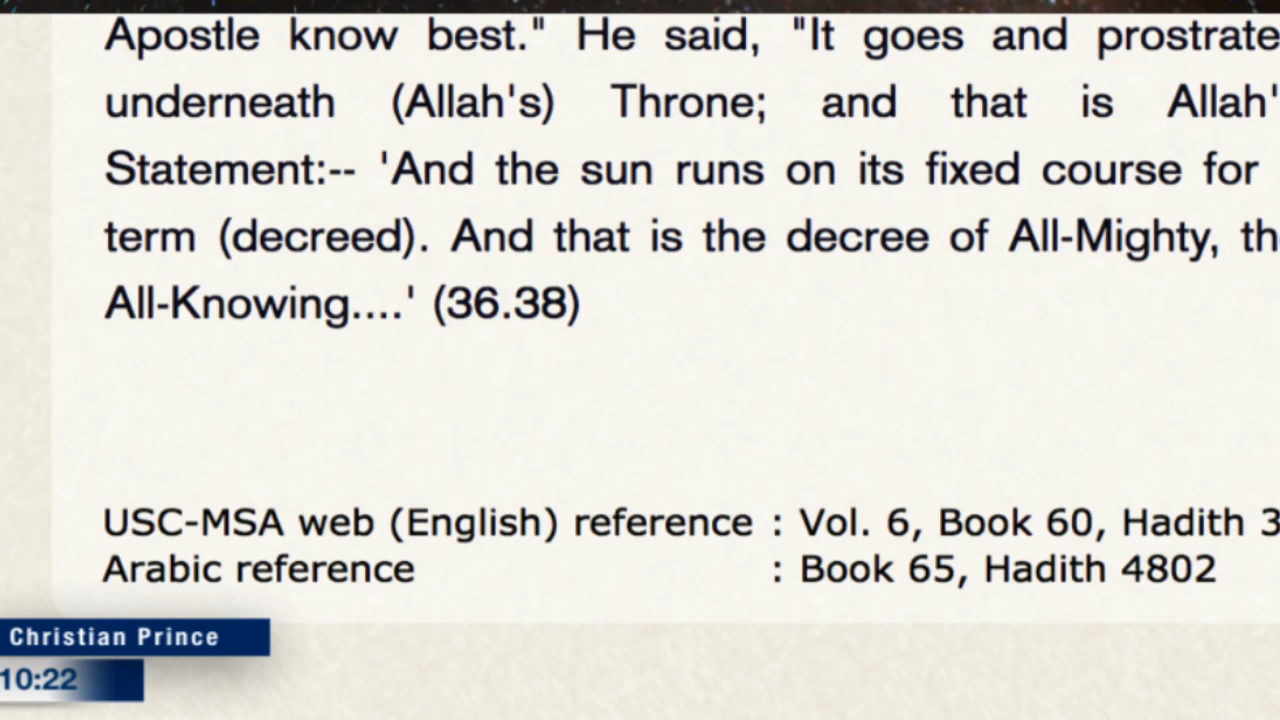 Apostle know best." He said, "It goes and prostrate
underneath (Allah's) Throne; and that is Allah'
Statement:-- 'And the sun runs on its fixed course for
term (decreed). And that is the decree of All-Mighty, th
All-Knowing....' (36.38)
USC-MSA web (English) reference : Vol. 6, Book 60, Hadith 3
Arabic reference : Book 65, Hadith 4802
Christian Prince
10:22